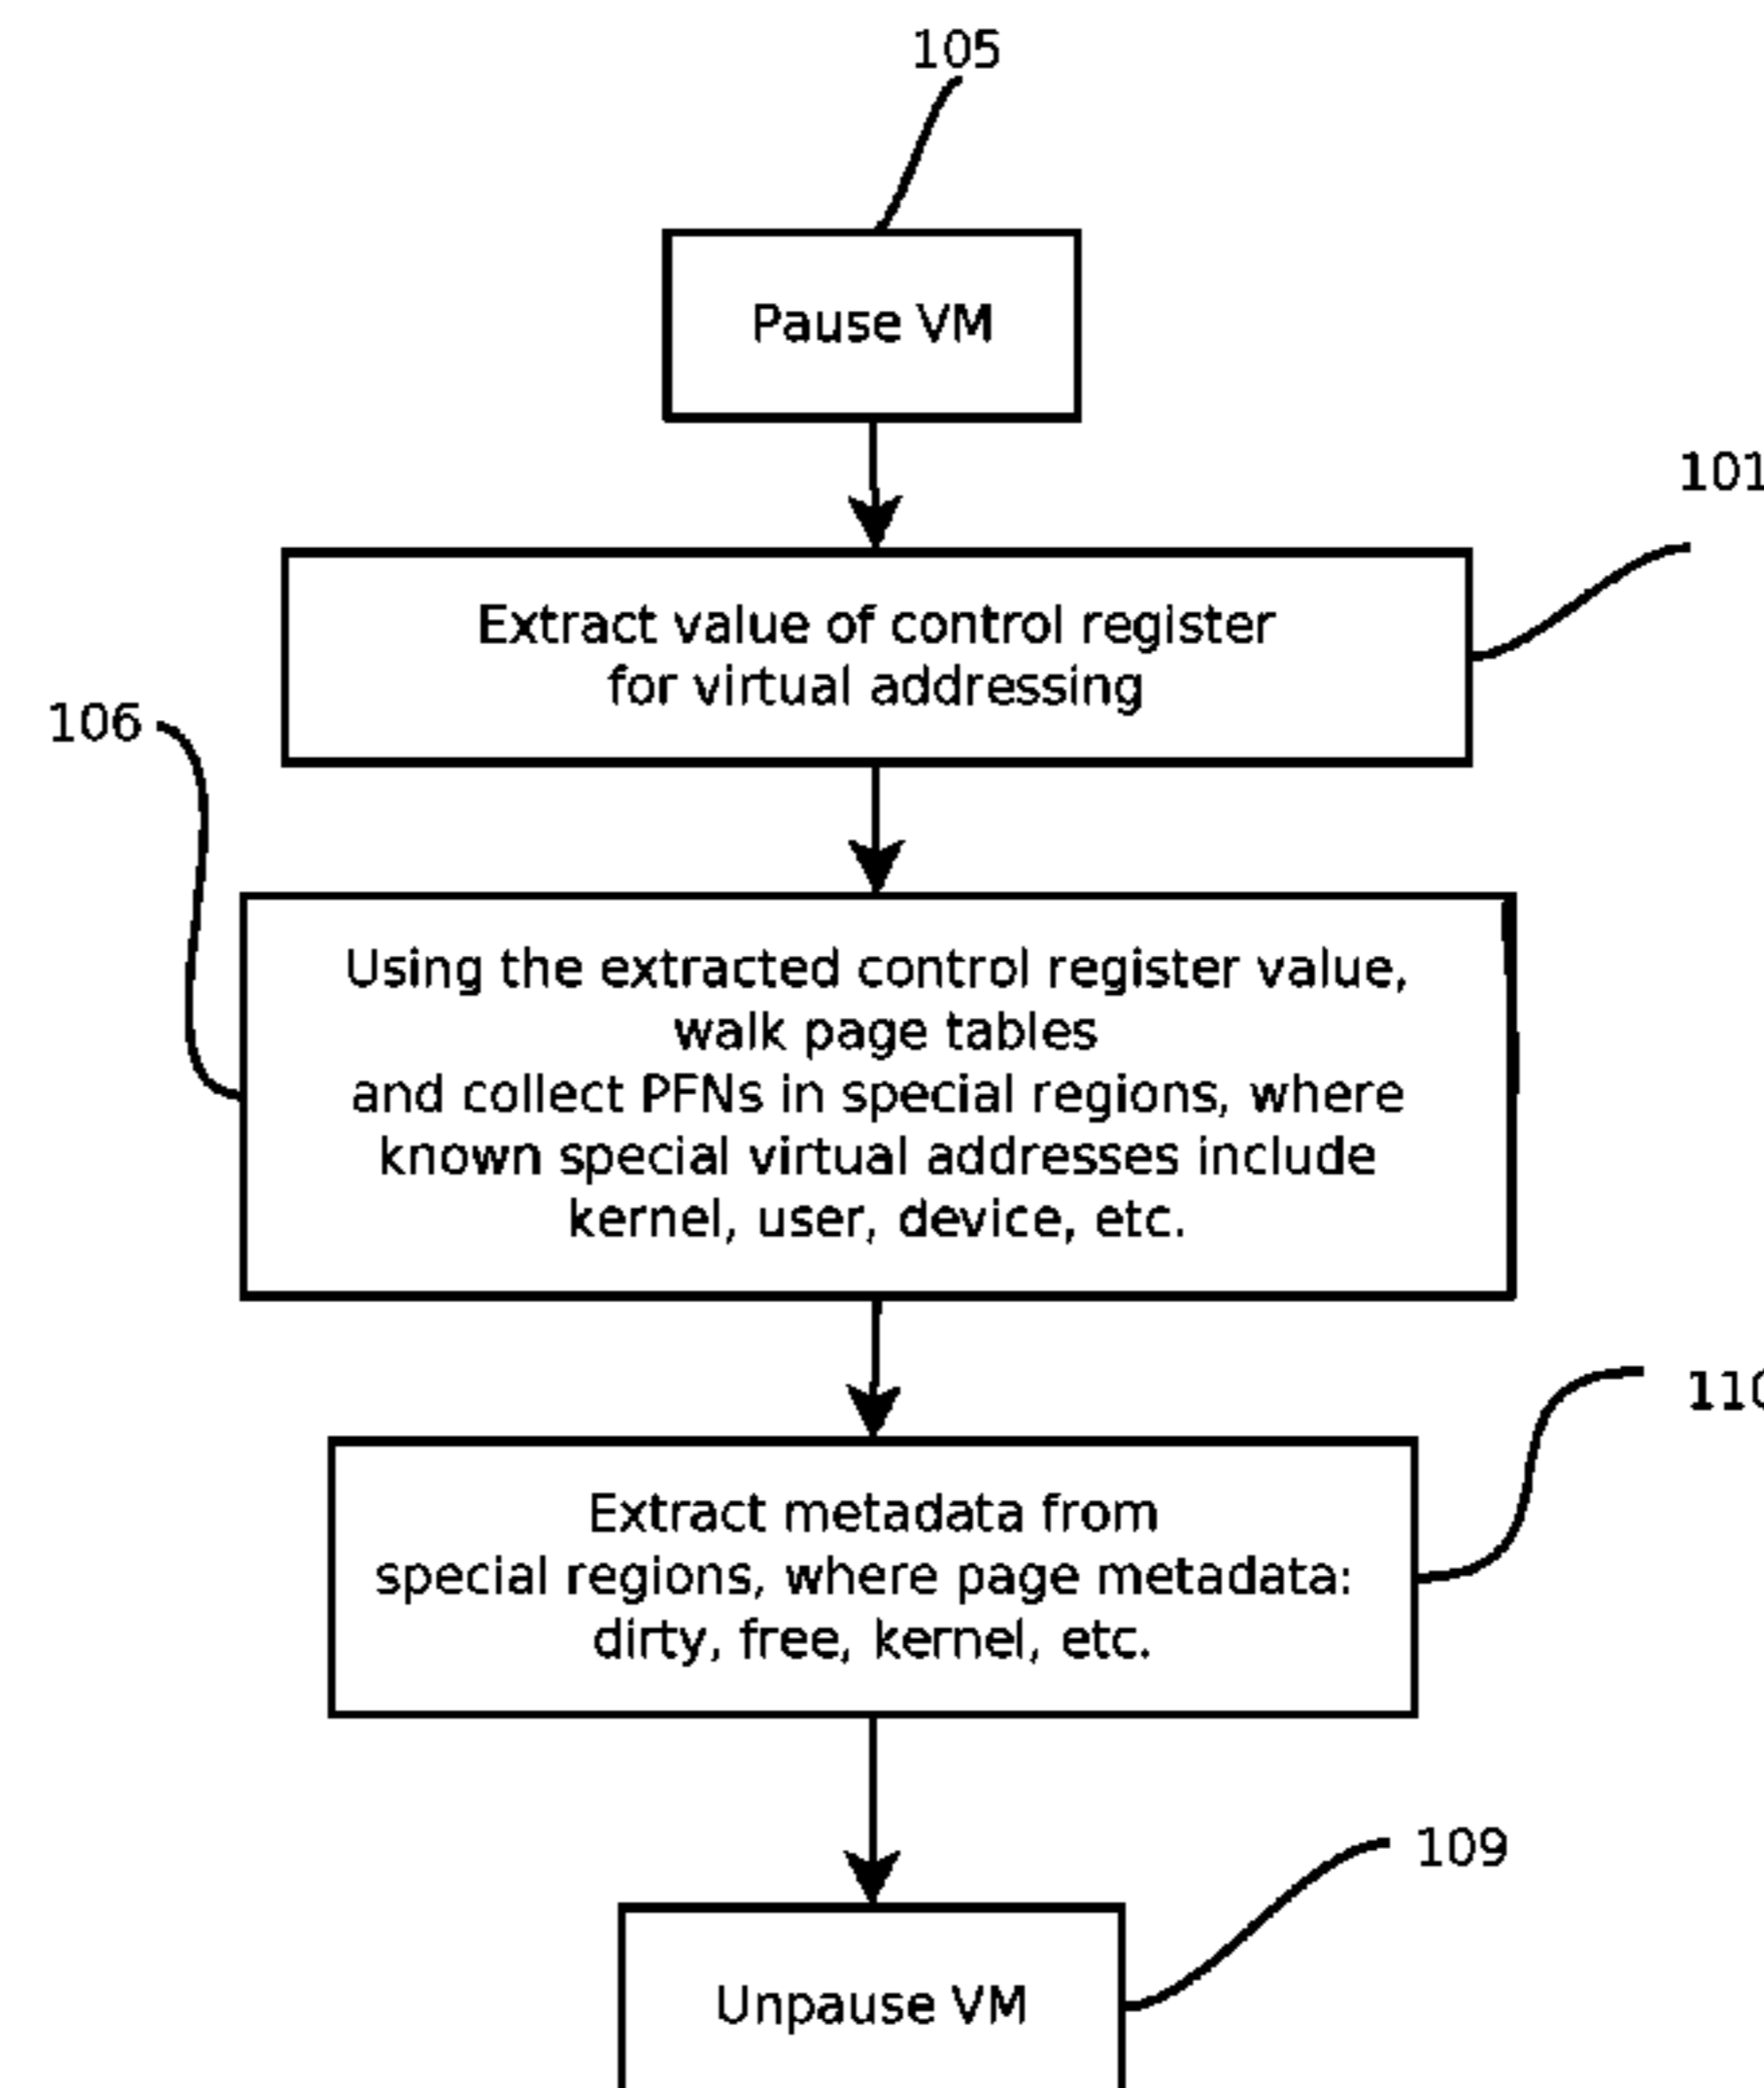 105
Pause VM
101
Extract value of control register
for virtual addressing
106
Using the extracted control register value,
walk page tables
and collect PFNs in special regions, where
known special virtual addresses include
kernel, user, device, etc.
Extract metadata from
special regions, where page metadata:
dirty, free, kernel, etc.
109
Unpause VM